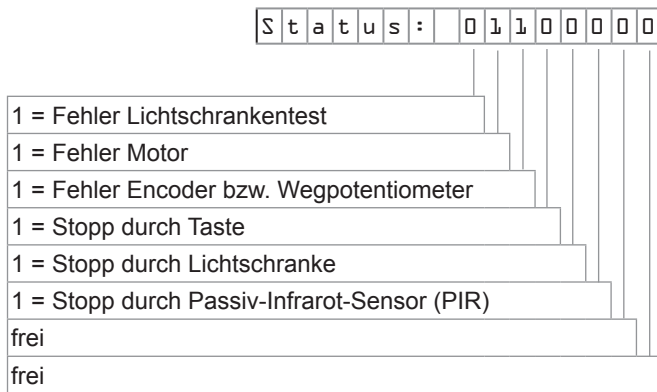 Status: 01100000
1 = Fehler Lichtschrankentest
1 = Fehler Motor
1 = Fehler Encoder bzw. Wegpotentiometer
1 = Stopp durch Taste
1 = Stopp durch Lichtschranke
1 = Stopp durch Passiv-Infrarot-Sensor (PIR)
frei
frei